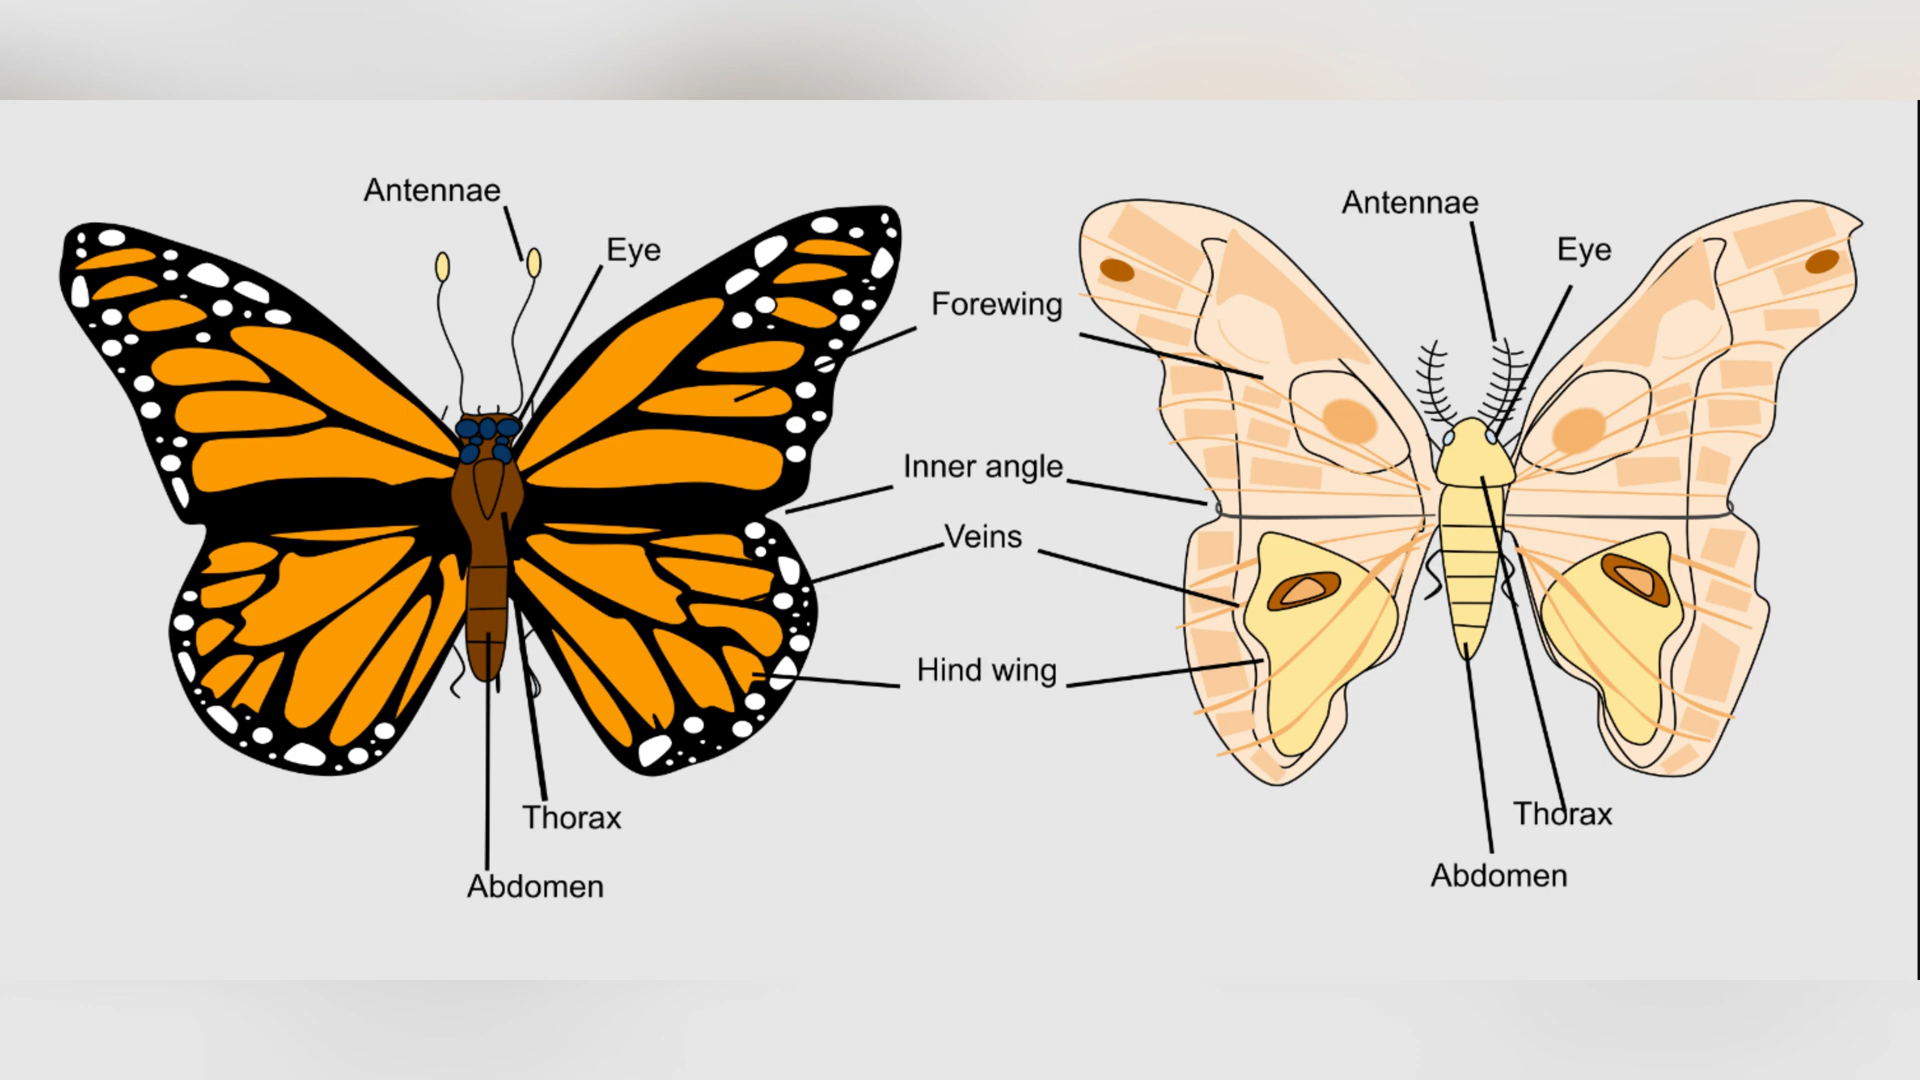 Antennae
Eye
Antennae
Eye
Forewing
Inner angle
Veins
Hind wing
Thorax
Abdomen
Thorax
Abdomen